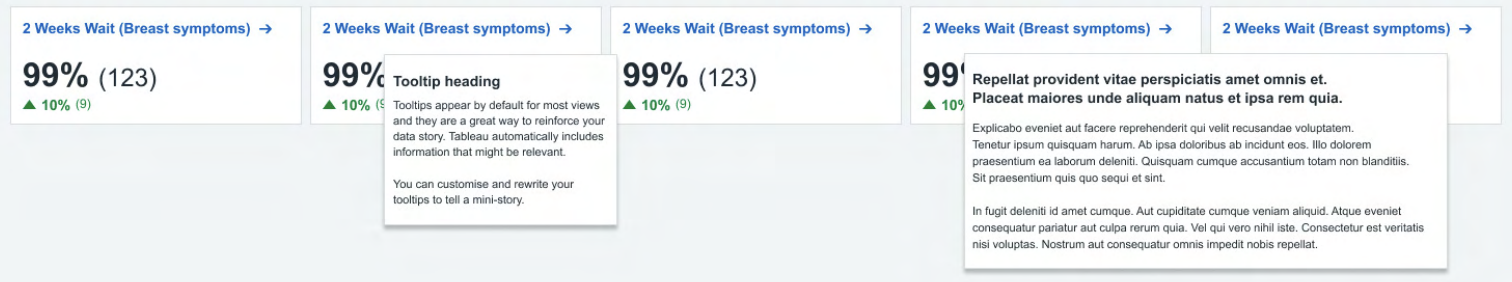 2 Weeks Wait (Breast symptoms) →
99% (123)
▲ 10% (9)
2 Weeks Wait (Breast symptoms) →
99%
▲ 10% (9
Tooltip heading
Tooltips appear by default for most views
and they are a great way to reinforce your
data story. Tableau automatically includes
information that might be relevant.
You can customise and rewrite your
tooltips to tell a mini-story.
2 Weeks Wait (Breast symptoms) →
99% (123)
▲ 10% (9)
2 Weeks Wait (Breast symptoms) →
99
▲ 10%
Repellat provident vitae perspiciatis amet omnis et.
Placeat maiores unde aliquam natus et ipsa rem quia.
Explicabo eveniet aut facere reprehenderit qui velit recusandae voluptatem.
Tenetur ipsum quisquam harum. Ab ipsa doloribus ab incidunt eos. Illo dolorem
praesentium ea laborum deleniti. Quisquam cumque accusantium totam non blanditiis.
Sit praesentium quis quo sequi et sint.
In fugit deleniti id amet cumque. Aut cupiditate cumque veniam aliquid. Atque eveniet
consequatur pariatur aut culpa rerum quia. Vel qui vero nihil iste. Consectetur est veritatis
nisi voluptas. Nostrum aut consequatur omnis impedit nobis repellat.
2 Weeks Wait (Breast symptoms) →